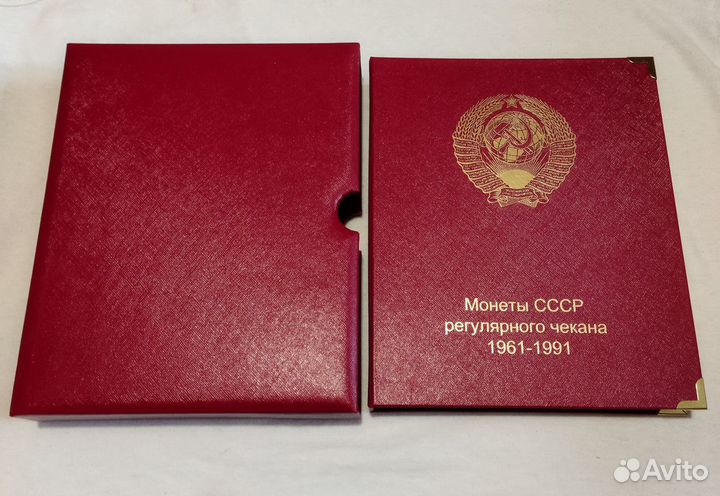 Монеты СССР
регулярного чекана
1961-1991
Avito